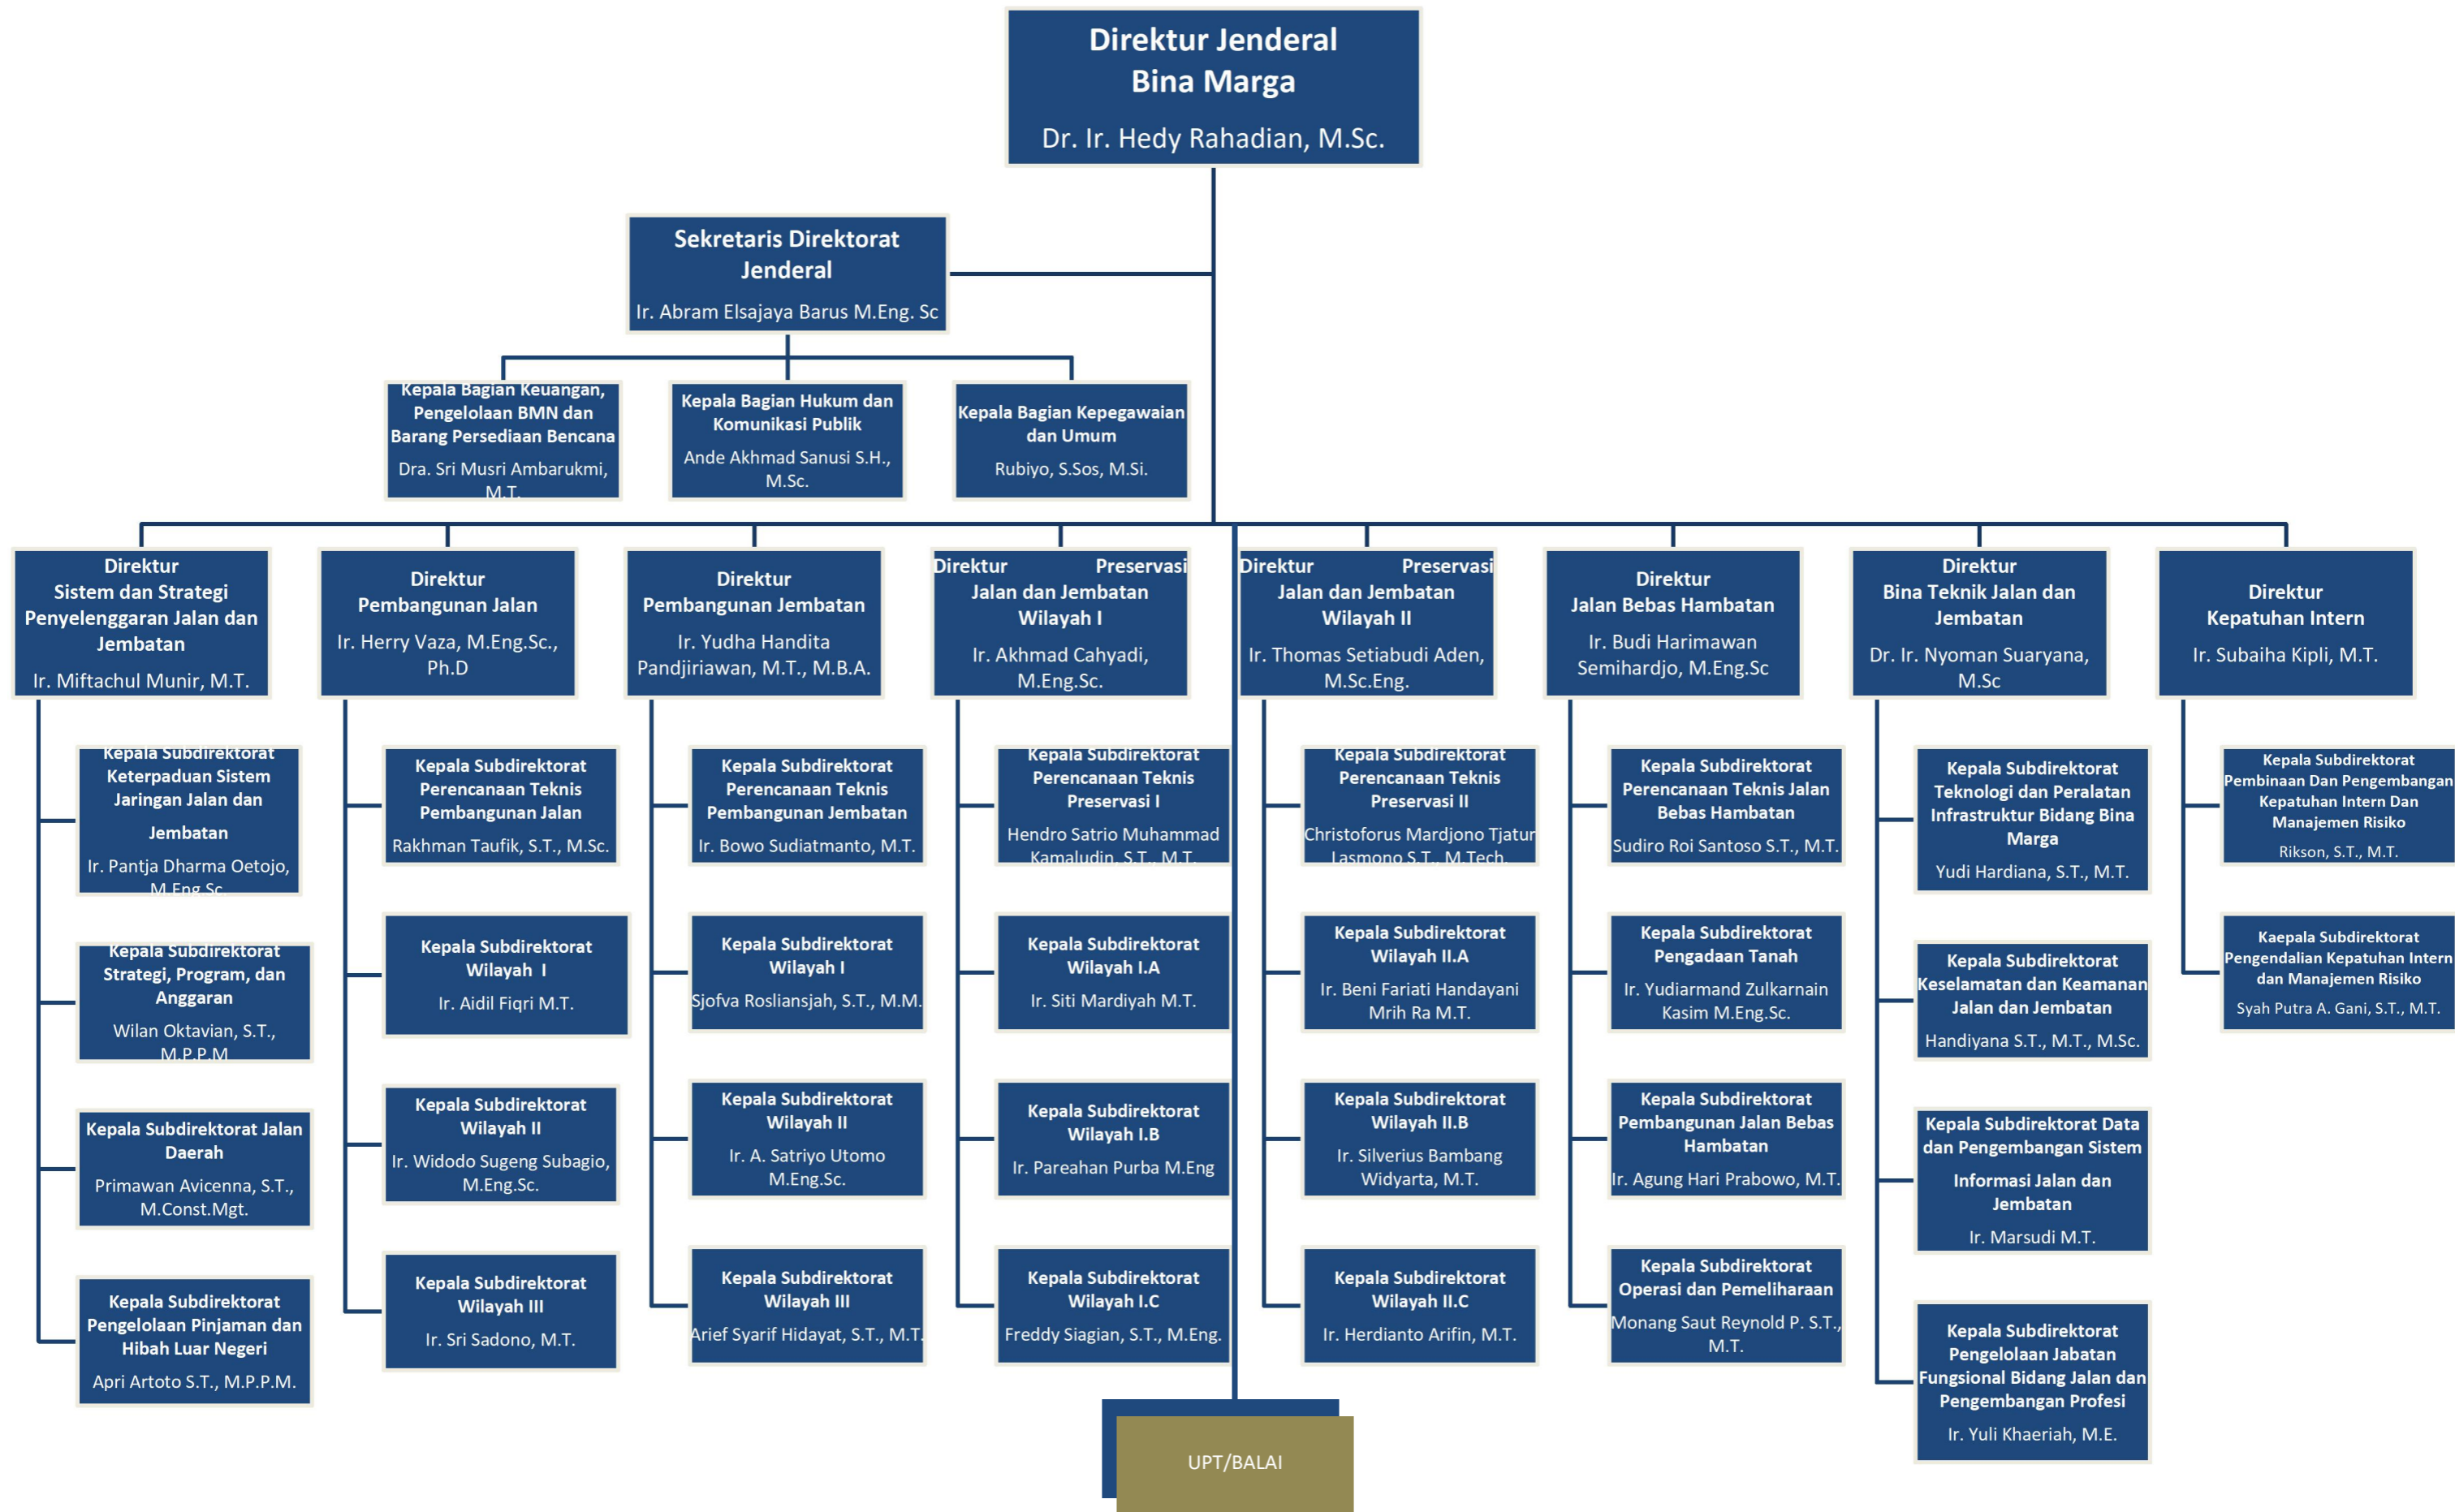 Direktur Jenderal
Bina Marga
Dr. Ir. Hedy Rahadian, M.Sc.
Sekretaris Direktorat
Jenderal
Ir. Abram Elsajaya Barus M.Eng. Sc
Kepala Bagian Keuangan,
Pengelolaan BMN dan
Barang Persediaan Bencana
Dra. Sri Musri Ambarukmi,
M.T.
Kepala Bagian Hukum dan
Komunikasi Publik
Ande Akhmad Sanusi S.H.,
M.Sc.
Kepala Bagian Kepegawaian
dan Umum
Rubiyo, S.Sos, M.Si.
Direktur
Sistem dan Strategi
Penyelenggaran Jalan dan
Jembatan
Ir. Miftachul Munir, M.T.
Kepala Subdirektorat
Keterpaduan Sistem
Jaringan Jalan dan
Jembatan
Ir. Pantja Dharma Oetojo,
M.Eng.Sc
Kepala Subdirektorat
Strategi, Program, dan
Anggaran
Wilan Oktavian, S.T.,
M.P.P.M
Kepala Subdirektorat Jalan
Daerah
Primawan Avicenna, S.T.,
M.Const.Mgt.
Kepala Subdirektorat
Pengelolaan Pinjaman dan
Hibah Luar Negeri
Apri Artoto S.T., M.P.P.M.
Direktur
Pembangunan Jalan
Ir. Herry Vaza, M.Eng.Sc.,
Ph.D
Kepala Subdirektorat
Perencanaan Teknis
Pembangunan Jalan
Rakhman Taufik, S.T., M.Sc.
Kepala Subdirektorat
Wilayah  I
Ir. Aidil Fiqri M.T.
Kepala Subdirektorat
Wilayah II
Ir. Widodo Sugeng Subagio,
M.Eng.Sc.
Kepala Subdirektorat
Wilayah III
Ir. Sri Sadono, M.T.
Direktur
Pembangunan Jembatan
Ir. Yudha Handita
Pandjiriawan, M.T., M.B.A.
Kepala Subdirektorat
Perencanaan Teknis
Pembangunan Jembatan
Ir. Bowo Sudiatmanto, M.T.
Kepala Subdirektorat
Wilayah I
Sjofva Rosliansjah, S.T., M.M.
Kepala Subdirektorat
Wilayah II
Ir. A. Satriyo Utomo
M.Eng.Sc.
Kepala Subdirektorat
Wilayah III
Arief Syarif Hidayat, S.T., M.T.
Direktur Preservasi
Jalan dan Jembatan
Wilayah I
Ir. Akhmad Cahyadi,
M.Eng.Sc.
Kepala Subdirektorat
Perencanaan Teknis
Preservasi I
Hendro Satrio Muhammad
Kamaludin, S.T., M.T.
Kepala Subdirektorat
Wilayah I.A
Ir. Siti Mardiyah M.T.
Kepala Subdirektorat
Wilayah I.B
Ir. Pareahan Purba M.Eng
Kepala Subdirektorat
Wilayah I.C
Freddy Siagian, S.T., M.Eng.
Direktur Preservasi
Jalan dan Jembatan
Wilayah II
Ir. Thomas Setiabudi Aden,
M.Sc.Eng.
Kepala Subdirektorat
Perencanaan Teknis
Preservasi II
Christoforus Mardjono Tjatur
Lasmono S.T., M.Tech.
Kepala Subdirektorat
Wilayah II.A
Ir. Beni Fariati Handayani
Mrih Ra M.T.
Kepala Subdirektorat
Wilayah II.B
Ir. Silverius Bambang
Widyarta, M.T.
Kepala Subdirektorat
Wilayah II.C
Ir. Herdianto Arifin, M.T.
Direktur
Jalan Bebas Hambatan
Ir. Budi Harimawan
Semihardjo, M.Eng.Sc
Kepala Subdirektorat
Perencanaan Teknis Jalan
Bebas Hambatan
Sudiro Roi Santoso S.T., M.T.
Kepala Subdirektorat
Pengadaan Tanah
Ir. Yudiarmand Zulkarnain
Kasim M.Eng.Sc.
Kepala Subdirektorat
Pembangunan Jalan Bebas
Hambatan
Ir. Agung Hari Prabowo, M.T.
Kepala Subdirektorat
Operasi dan Pemeliharaan
Monang Saut Reynold P. S.T.,
M.T.
Direktur
Bina Teknik Jalan dan
Jembatan
Dr. Ir. Nyoman Suaryana,
M.Sc
Kepala Subdirektorat
Teknologi dan Peralatan
Infrastruktur Bidang Bina
Marga
Yudi Hardiana, S.T., M.T.
Kepala Subdirektorat
Keselamatan dan Keamanan
Jalan dan Jembatan
Handiyana S.T., M.T., M.Sc.
Kepala Subdirektorat Data
dan Pengembangan Sistem
Informasi Jalan dan
Jembatan
Ir. Marsudi M.T.
Kepala Subdirektorat
Pengelolaan Jabatan
Fungsional Bidang Jalan dan
Pengembangan Profesi
Ir. Yuli Khaeriah, M.E.
Direktur
Kepatuhan Intern
Ir. Subaiha Kipli, M.T.
Kepala Subdirektorat
Pembinaan Dan Pengembangan
Kepatuhan Intern Dan
Manajemen Risiko
Rikson, S.T., M.T.
Kaepala Subdirektorat
Pengendalian Kepatuhan Intern
dan Manajemen Risiko
Syah Putra A. Gani, S.T., M.T.
UPT/BALAI